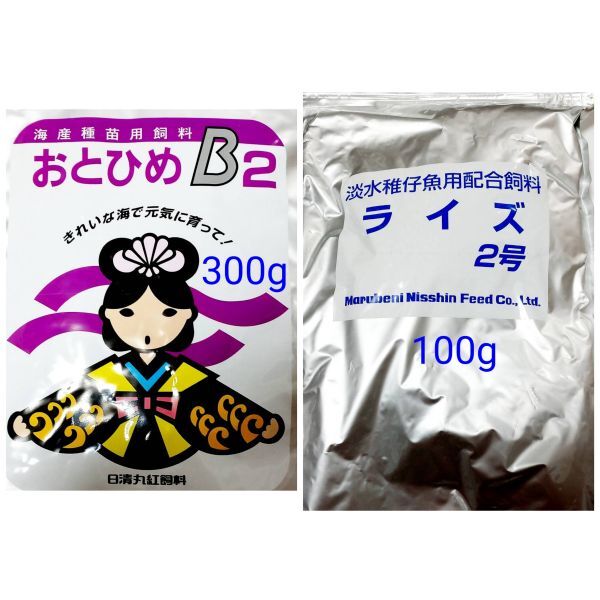 海産種苗用飼料
おとひめ B2
きれいな海で元気に育って!
300g
日清丸紅飼料
淡水稚仔魚用配合飼料
ライズ
2号
Marubeni Nisshin Feed Co., Ltd.
100g